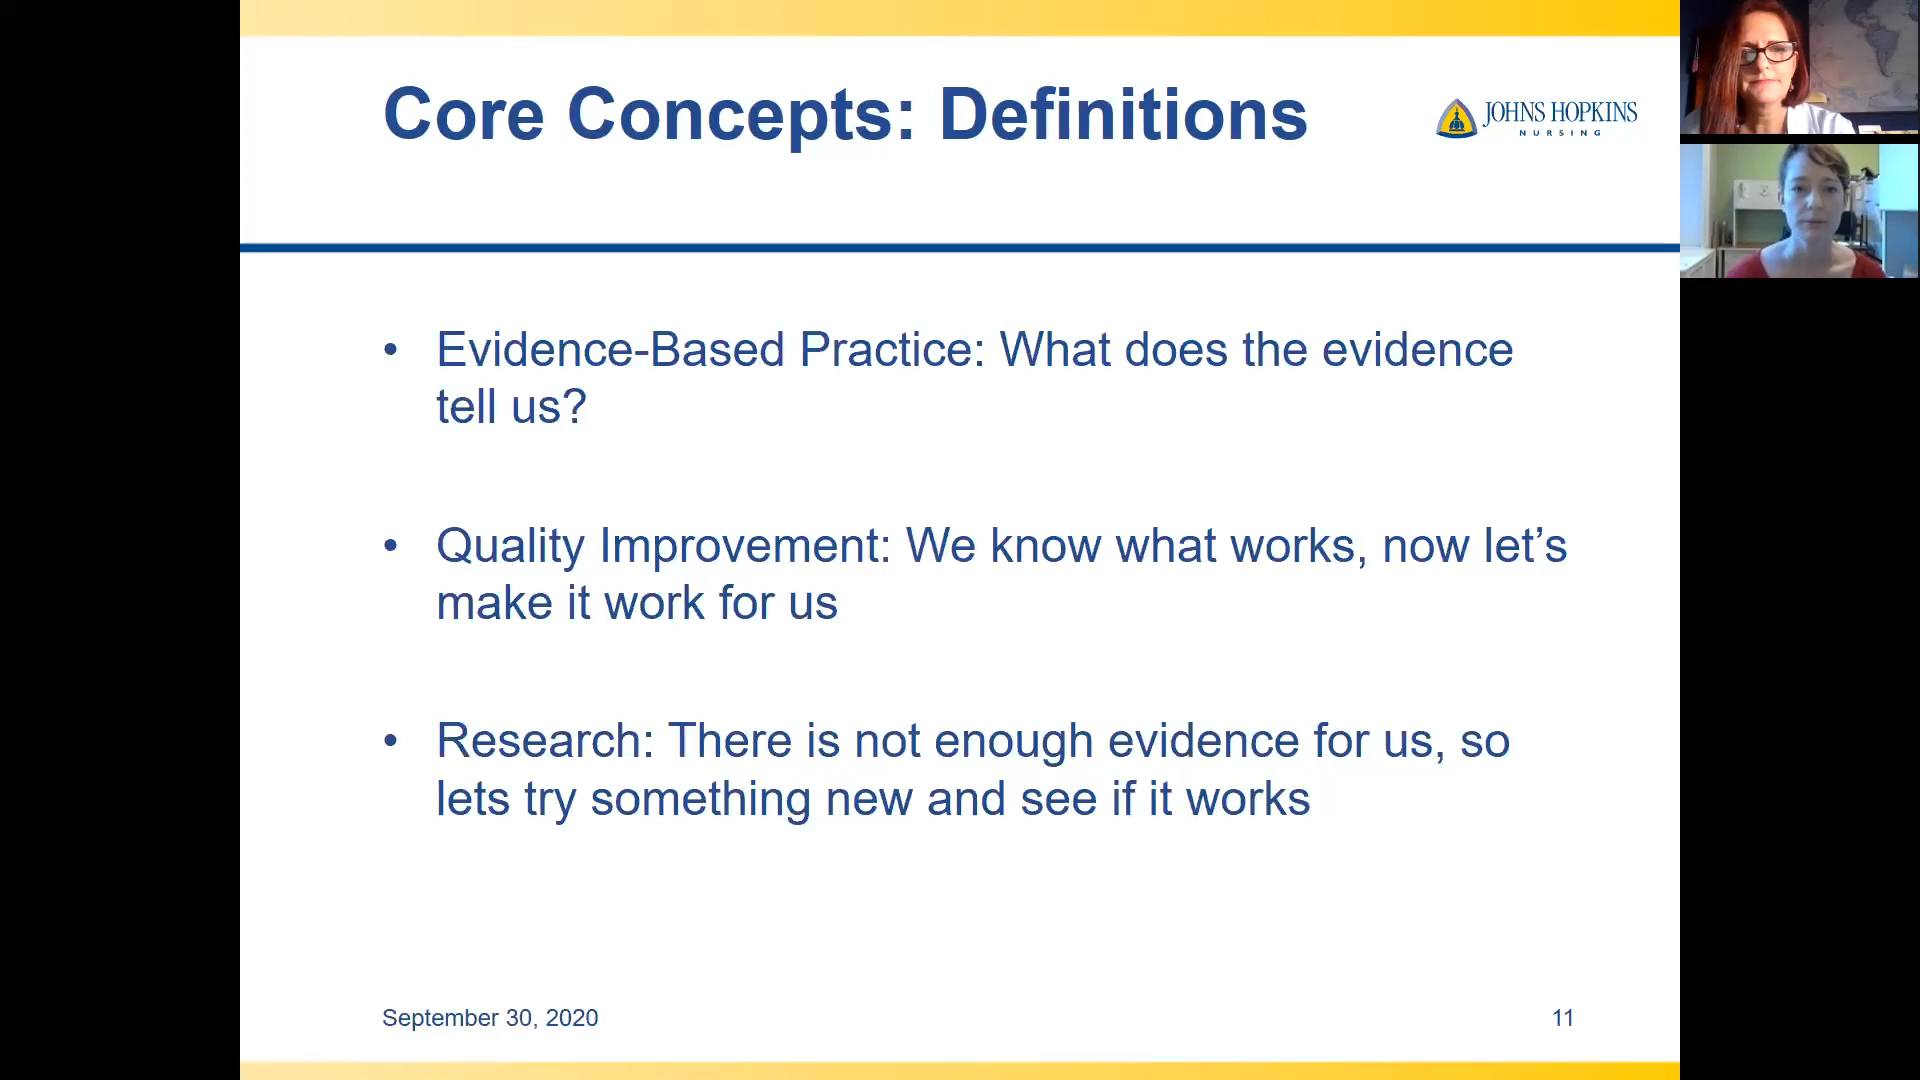 Core Concepts: Definitions
JOHNS HOPKINS
NURSING
• Evidence-Based Practice: What does the evidence
tell us?
• Quality Improvement: We know what works, now let’s
make it work for us
• Research: There is not enough evidence for us, so
lets try something new and see if it works
September 30, 2020
11